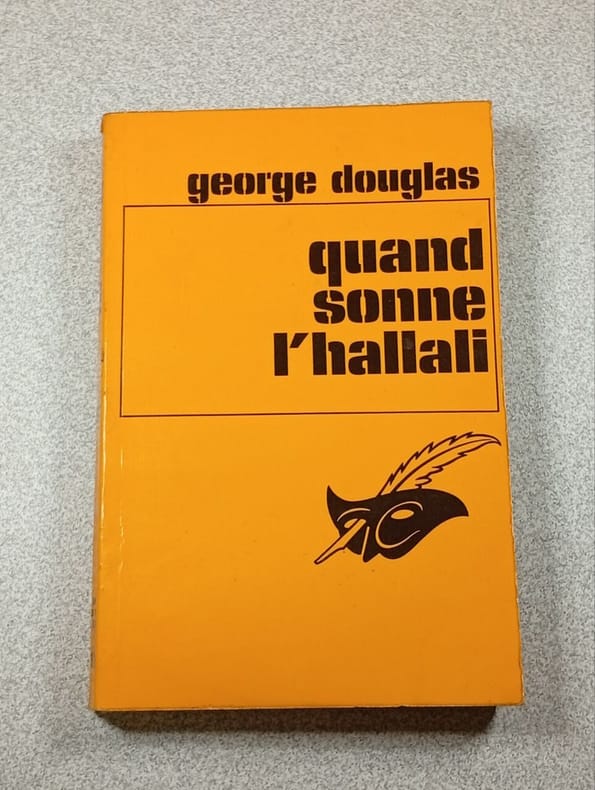 george douglas
quand
sonne
l'hallali